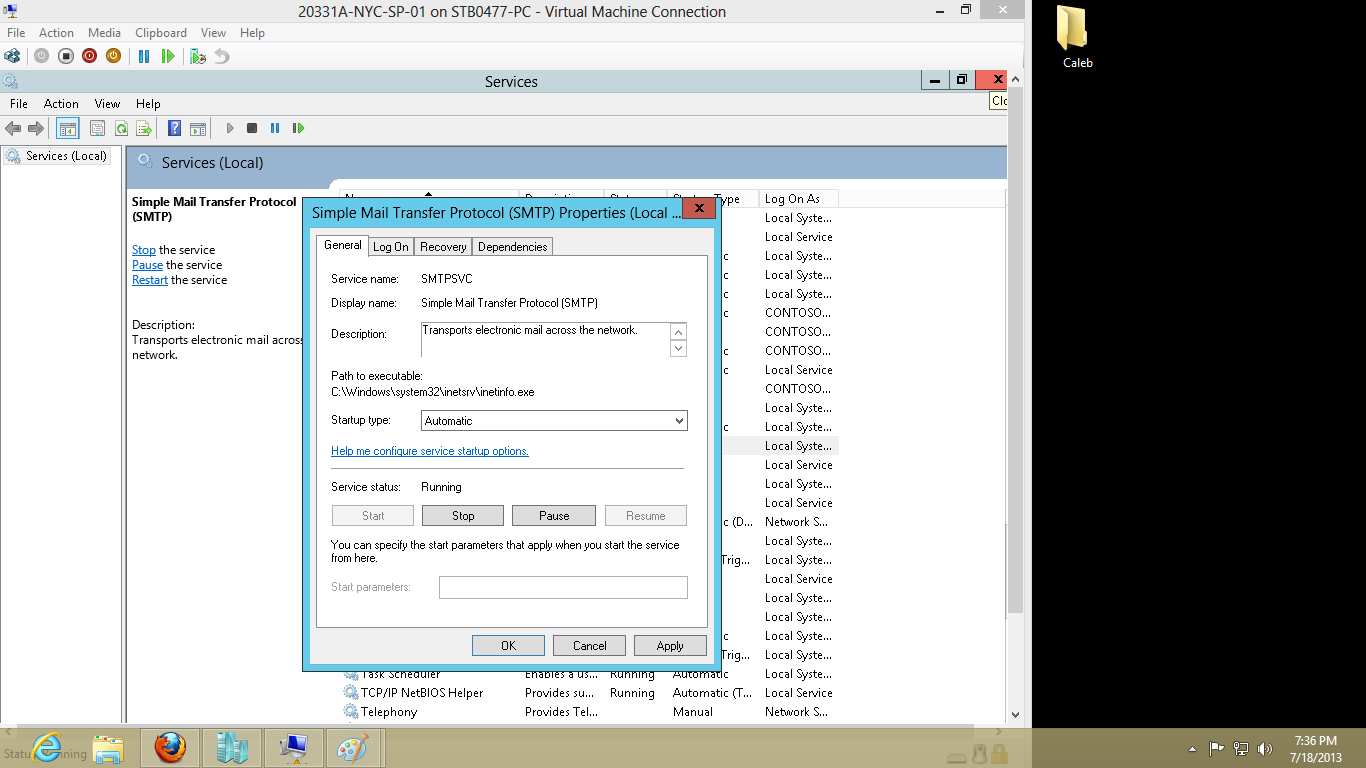 20331A-NYC-SP-01 on STB0477-PC - Virtual Machine Connection
File Action Media Clipboard View Help
Caleb
Services
File Action View Help
Clo
Services (Local)
Services (Local)
Simple Mail Transfer Protocol (SMTP)
Stop the service
Pause the service
Restart the service
Description:
Transports electronic mail across
network.
Type Log On As
Local Syste...
Local Service
c Local Syste...
c Local Syste...
c Local Syste...
CONTOSO...
CONTOSO...
c CONTOSO...
c Local Service
CONTOSO...
Local Syste...
c Local Syste...
Local Syste...
Local Service
Local Syste...
Local Service
c (D... Network S...
Local Syste...
Trig... Local Syste...
Local Service
Local Syste...
Local Syste...
c Local Syste...
Trig... Local Syste...
Simple Mail Transfer Protocol (SMTP) Properties (Local ... X
General Log On Recovery Dependencies
Service name: SMTPSVC
Display name: Simple Mail Transfer Protocol (SMTP)
Description: Transports electronic mail across the network.
Path to executable:
C:\Windows\system32\inetsrv\inetinfo.exe
Startup type: Automatic
Help me configure service startup options.
Service status: Running
Start Stop Pause Resume
You can specify the start parameters that apply when you start the service
from here.
Start parameters:
OK Cancel Apply
Task Scheduler Enables a us... Running Automatic Local Syste...
TCP/IP NetBIOS Helper Provides su... Running Automatic (T... Local Service
Telephony Provides Tel... Manual Network S...
7:36 PM
7/18/2013